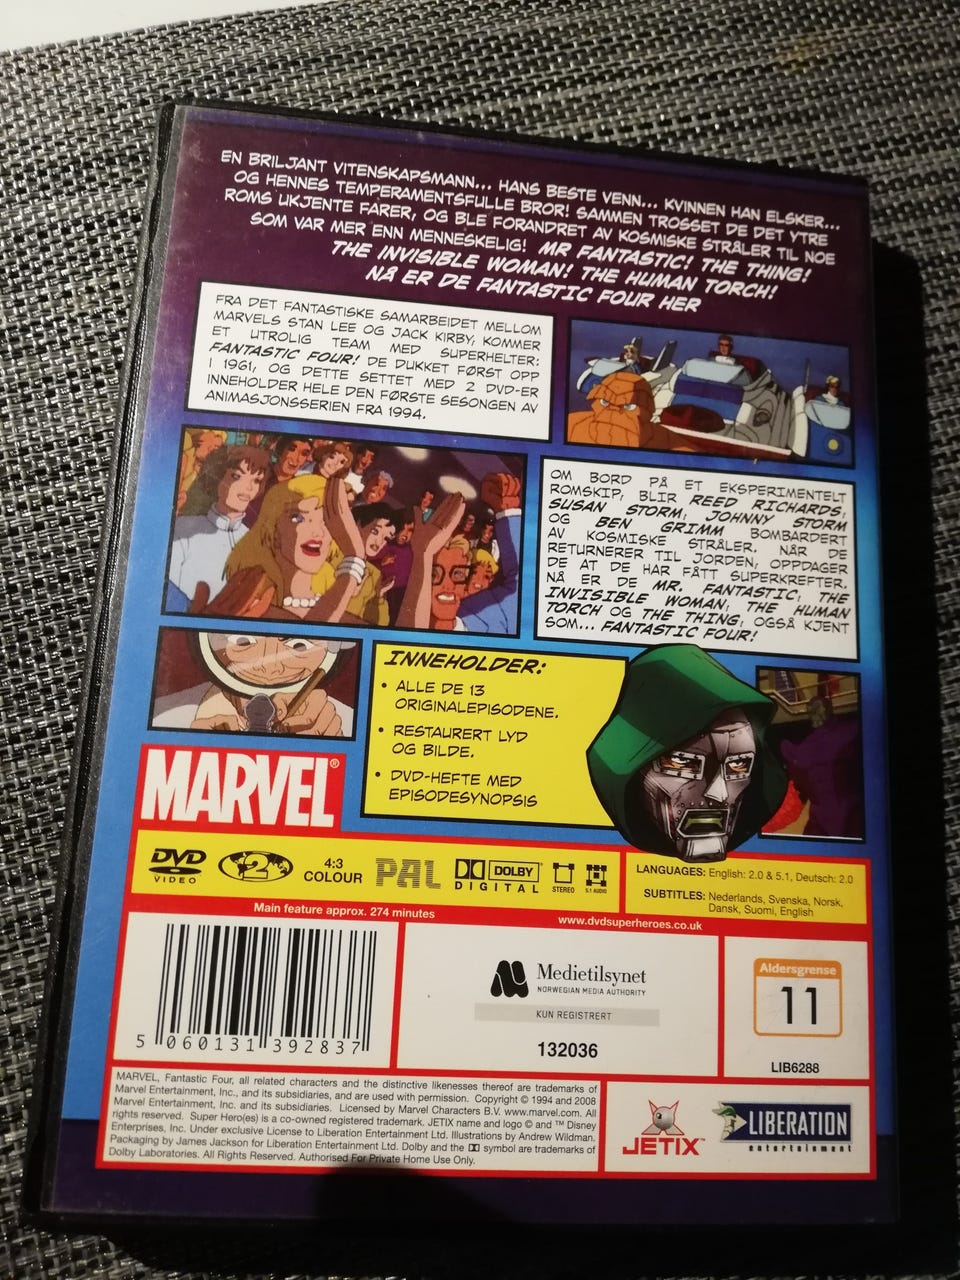 EN BRILJANT VITENSKAPSMANN... HANS BESTE VENN... KVINNEN HAN ELSKER...
OG HENNES TEMPERAMENTSFULLE BROR! SAMMEN TROSSET DE DET YTRE
ROMS UKJENTE FARER, OG BLE FORANDRET AV KOSMISKE STRÅLER TIL NOE
SOM VAR MER ENN MENNESKELIG! MR FANTASTIC! THE THING!
THE INVISIBLE WOMAN! THE HUMAN TORCH!
NÅ ER DE FANTASTIC FOUR HER
FRA DET FANTASTISKE SAMARBEIDET MELLOM
MARVELS STAN LEE OG JACK KIRBY, KOMMER
ET UTROLIG TEAM MED SUPERHELTER:
FANTASTIC FOUR! DE DUKKET FØRST OPP
I 1961, OG DETTE SETTET MED 2 DVD-ER
INNEHOLDER HELE DEN FØRSTE SESONGEN AV
ANIMASJONSSERIEN FRA 1994.
OM BORD PÅ ET EKSPERIMENTELT
ROMSKIP, BLIR REED RICHARDS,
SUSAN STORM, JOHNNY STORM
OG BEN GRIMM BOMBARDERT
AV KOSMISKE STRÅLER. NÅR DE
RETURNERER TIL JORDEN, OPPDAGER
DE AT DE HAR FÅTT SUPERKREFTER.
NÅ ER DE MR. FANTASTIC, THE
INVISIBLE WOMAN, THE HUMAN
TORCH OG THE THING, OGSÅ KJENT
SOM... FANTASTIC FOUR!
INNEHOLDER:
• ALLE DE 13
ORIGINALEPISODENE.
• RESTAURERT LYD
OG BILDE.
• DVD-HEFTE MED
EPISODESYNOPSIS
MARVEL®
DVD
VIDEO
2
4:3
COLOUR
PAL
DOLBY
DIGITAL
STEREO
5.1 AUDIO
LANGUAGES: English: 2.0 & 5.1, Deutsch: 2.0
SUBTITLES: Nederlands, Svenska, Norsk,
Dansk, Suomi, English
Main feature approx. 274 minutes
www.dvdsuperheroes.co.uk
5 060131 392837
Medietilsynet
NORWEGIAN MEDIA AUTHORITY
KUN REGISTRERT
132036
Aldersgrense
11
LIB6288
MARVEL, Fantastic Four, all related characters and the distinctive likenesses thereof are trademarks of
Marvel Entertainment, Inc., and its subsidiaries, and are used with permission. Copyright © 1994 and 2008
Marvel Entertainment, Inc. and its subsidiaries. Licensed by Marvel Characters B.V. www.marvel.com. All
rights reserved. Super Hero(es) is a co-owned registered trademark. JETIX name and logo © and ™ Disney
Enterprises, Inc. Under exclusive License to Liberation Entertainment Ltd. Illustrations by Andrew Wildman.
Packaging by James Jackson for Liberation Entertainment Ltd. Dolby and the symbol are trademarks of
Dolby Laboratories. All Rights Reserved. Authorised For Private Home Use Only.
JETIX™
LIBERATION
entertainment